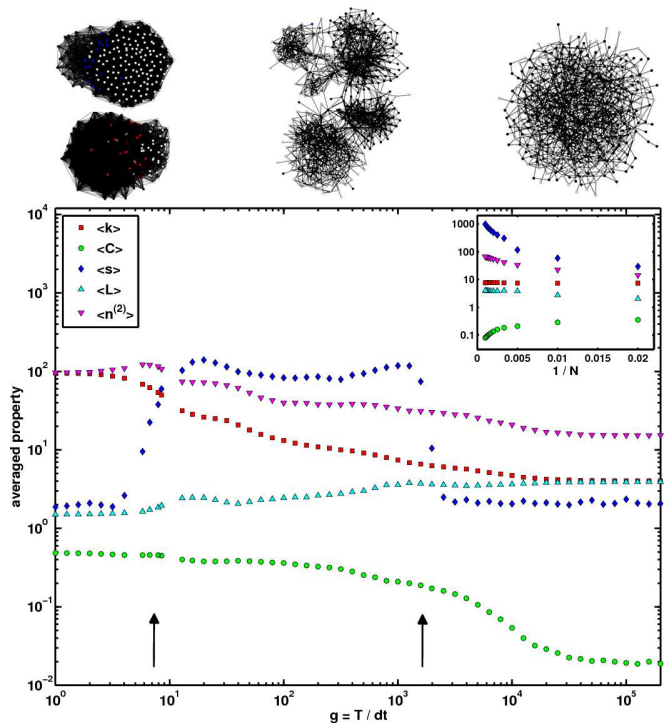 10^4
10^3
10^2
10^1
10^0
10^-1
10^-2
averaged property
<k>
<C>
<s>
<L>
<n^(2)>
1000
100
10
1
0.1
0.005 0.01 0.015 0.02
1 / N
10^0 10^1 10^2 10^3 10^4 10^5
g = T / dt